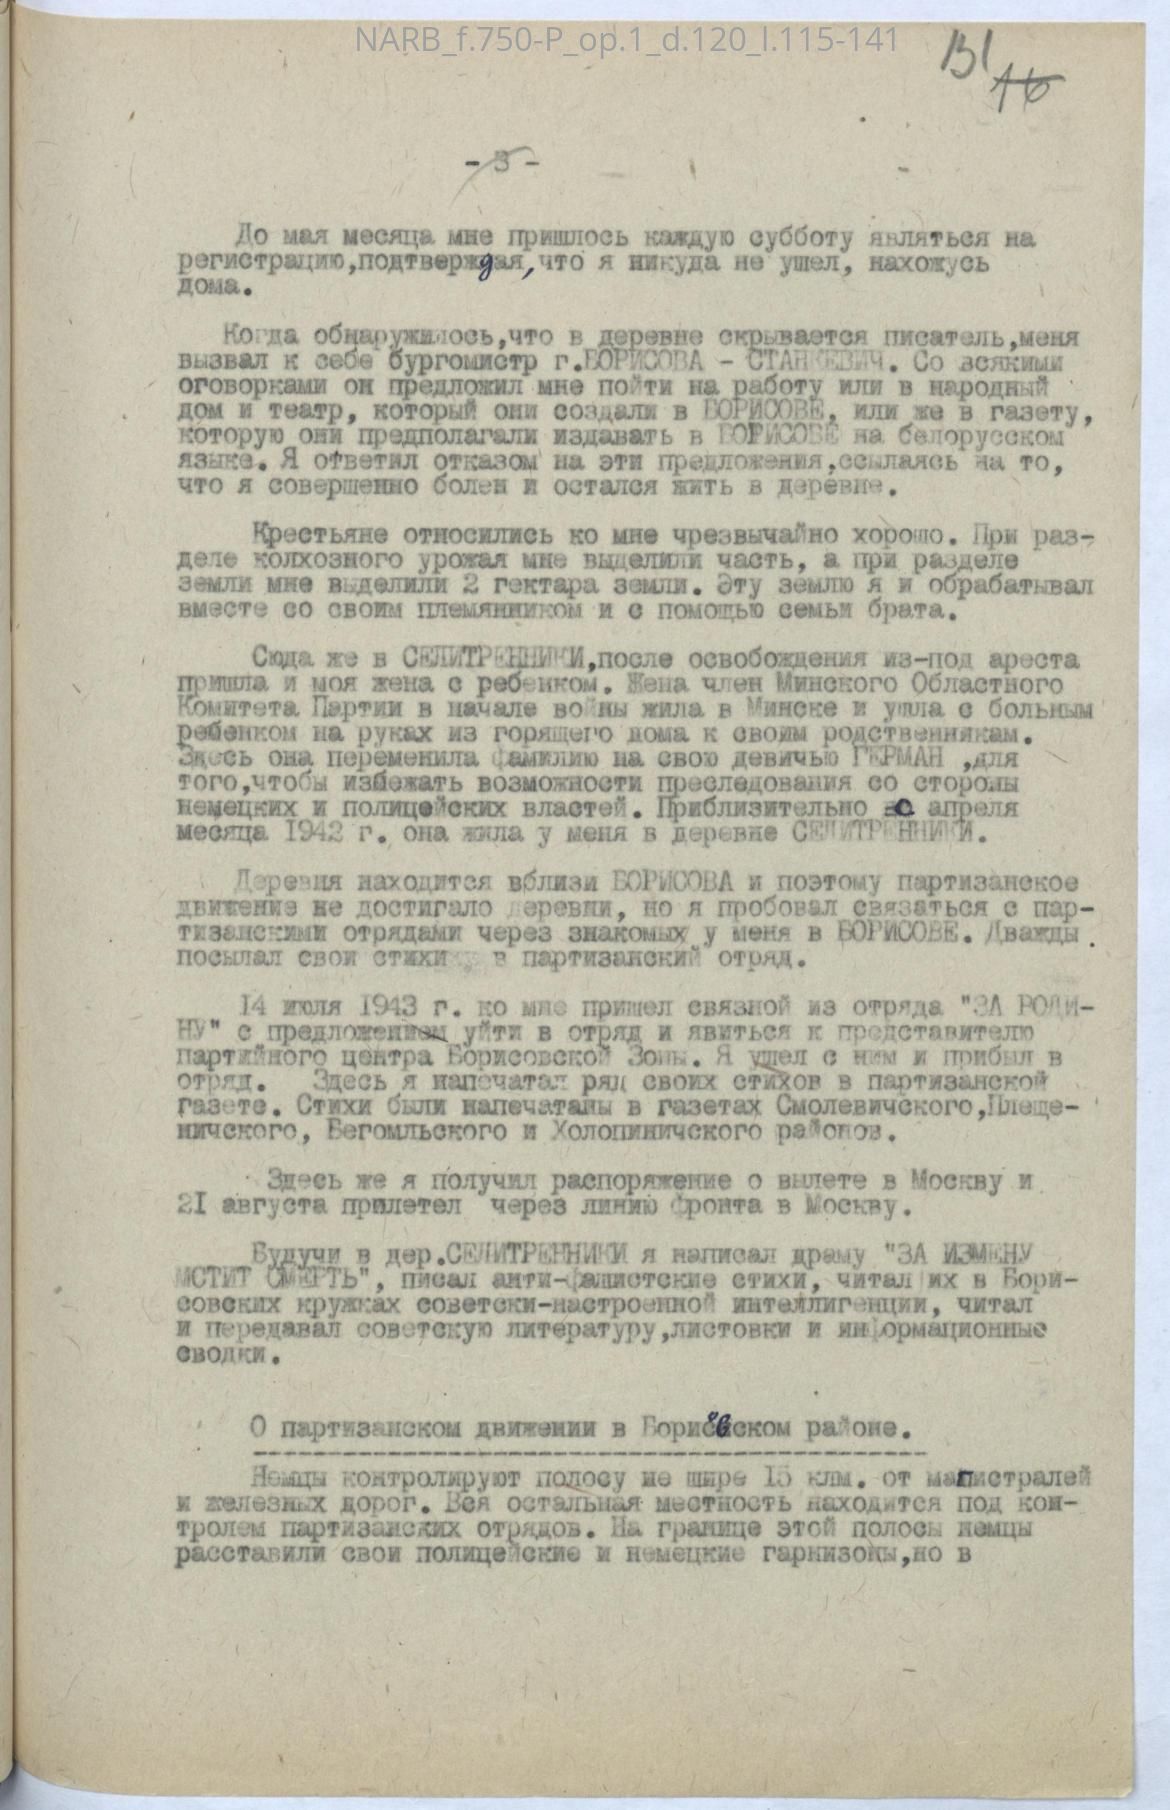 NARB_f.750-P_op.1_d.120_l.115-141
131
16
- 3 -
До мая месяца мне пришлось каждую субботу являться на
регистрацию,подтверждая, что я никуда не ушел, нахожусь
дома.
Когда обнаружилось,что в деревне скрывается писатель,меня
вызвал к себе бургомистр г.БОРИСОВА - СТАНКЕВИЧ. Со всякими
оговорками он предложил мне пойти на работу или в народный
дом и театр, который они создали в БОРИСОВЕ, или же в газету,
которую они предполагали издавать в БОРИСОВЕ на белорусском
языке. Я ответил отказом на эти предложения,ссылаясь на то,
что я совершенно болен и остался жить в деревне.
Крестьяне относились ко мне чрезвычайно хорошо. При раз-
деле колхозного урожая мне выделили часть, а при разделе
земли мне выделили 2 гектара земли. Эту землю я и обрабатывал
вместе со своим племянником и с помощью семьи брата.
Сюда же в СЕЛИТРЕННИКИ,после освобождения из-под ареста
пришла и моя жена с ребенком. Жена член Минского Областного
Комитета Партии в начале войны жила в Минске и ушла с больным
ребенком на руках из горящего дома к своим родственникам.
Здесь она переменила фамилию на свою девичью ГЕРМАН ,для
того,чтобы избежать возможности преследования со стороны
немецких и полицейских властей. Приблизительно с апреля
месяца 1942 г. она жила у меня в деревне СЕЛИТРЕННИКИ.
Деревня находится вблизи БОРИСОВА и поэтому партизанское
движение не достигало деревни, но я пробовал связаться с пар-
тизанскими отрядами через знакомых у меня в БОРИСОВЕ. Дважды
посылал свои стихи в партизанский отряд.
14 июля 1943 г. ко мне пришел связной из отряда "ЗА РОДИ-
НУ" с предложением уйти в отряд и явиться к представителю
партийного центра Борисовской Зоны. Я ушел с ним и прибыл в
отряд. Здесь я напечатал ряд своих стихов в партизанской
газете. Стихи были напечатаны в газетах Смолевичского,Плеще-
ничского, Бегомльского и Холопиничского районов.
Здесь же я получил распоряжение о вылете в Москву и
21 августа прилетел через линию фронта в Москву.
Будучи в дер.СЕЛИТРЕННИКИ я написал драму "ЗА ИЗМЕНУ
МСТИТ СМЕРТЬ", писал анти-фашистские стихи, читал их в Бори-
совских кружках советски-настроенной интеллигенции, читал
и передавал советскую литературу,листовки и информационные
сводки.
О партизанском движении в Борисовском районе.
Немцы контролируют полосу не шире 15 клм. от магистралей
и железных дорог. Вся остальная местность находится под кон-
тролем партизанских отрядов. На границе этой полосы немцы
расставили свои полицейские и немецкие гарнизоны,но в